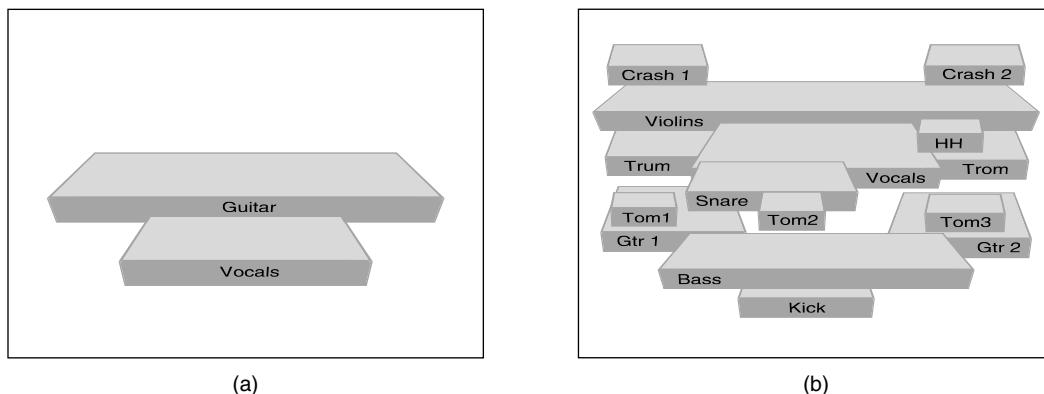 Guitar
Vocals
(a)
Crash 1
Crash 2
Violins
HH
Trum
Vocals
Trom
Snare
Tom1
Tom2
Tom3
Gtr 1
Gtr 2
Bass
Kick
(b)